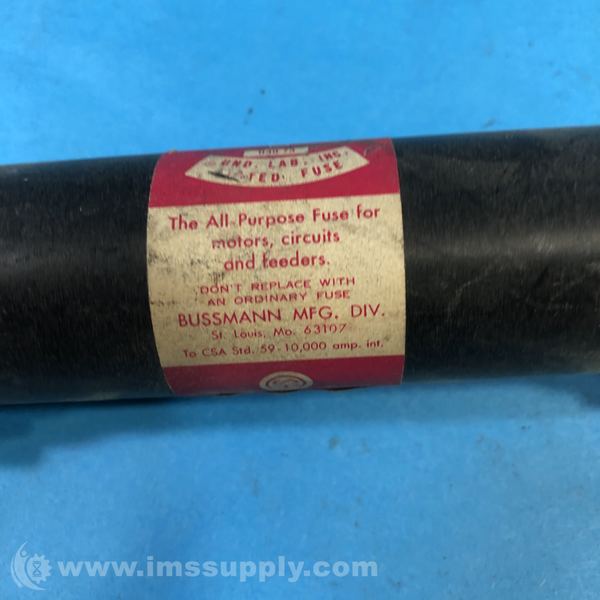 UND. LAB. INC.
TED FUSE
The All-Purpose Fuse for
motors, circuits
and feeders.
DON'T REPLACE WITH
AN ORDINARY FUSE
BUSSMANN MFG. DIV.
St. Louis, Mo. 63107
To CSA Std. 59-10,000 amp. int.
www.imssupply.com